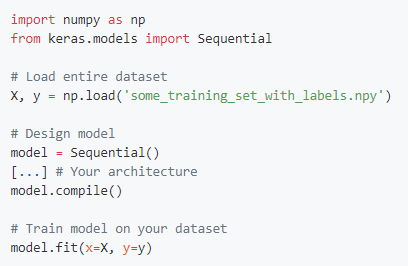 import numpy as np
from keras.models import Sequential
# Load entire dataset
X, y = np.load('some_training_set_with_labels.npy')
# Design model
model = Sequential()
[...] # Your architecture
model.compile()
# Train model on your dataset
model.fit(x=X, y=y)